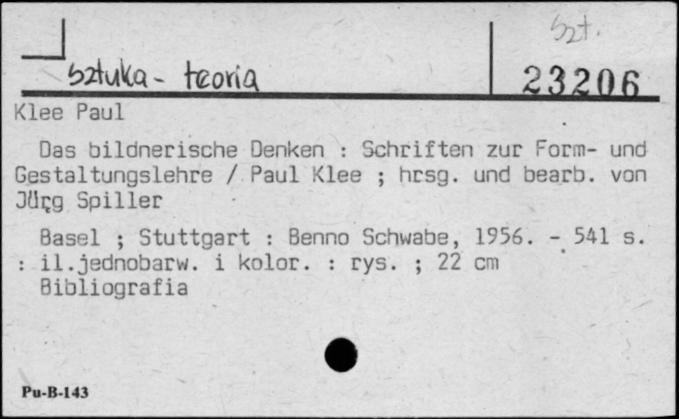 Szt.
sztuka - teoria
23206
Klee Paul
Das bildnerische Denken : Schriften zur Form- und
Gestaltungslehre / Paul Klee ; hrsg. und bearb. von
Jürg Spiller
Basel ; Stuttgart : Benno Schwabe, 1956. - 541 s.
: il.jednobarw. i kolor. : rys. ; 22 cm
Bibliografia
Pu-B-143